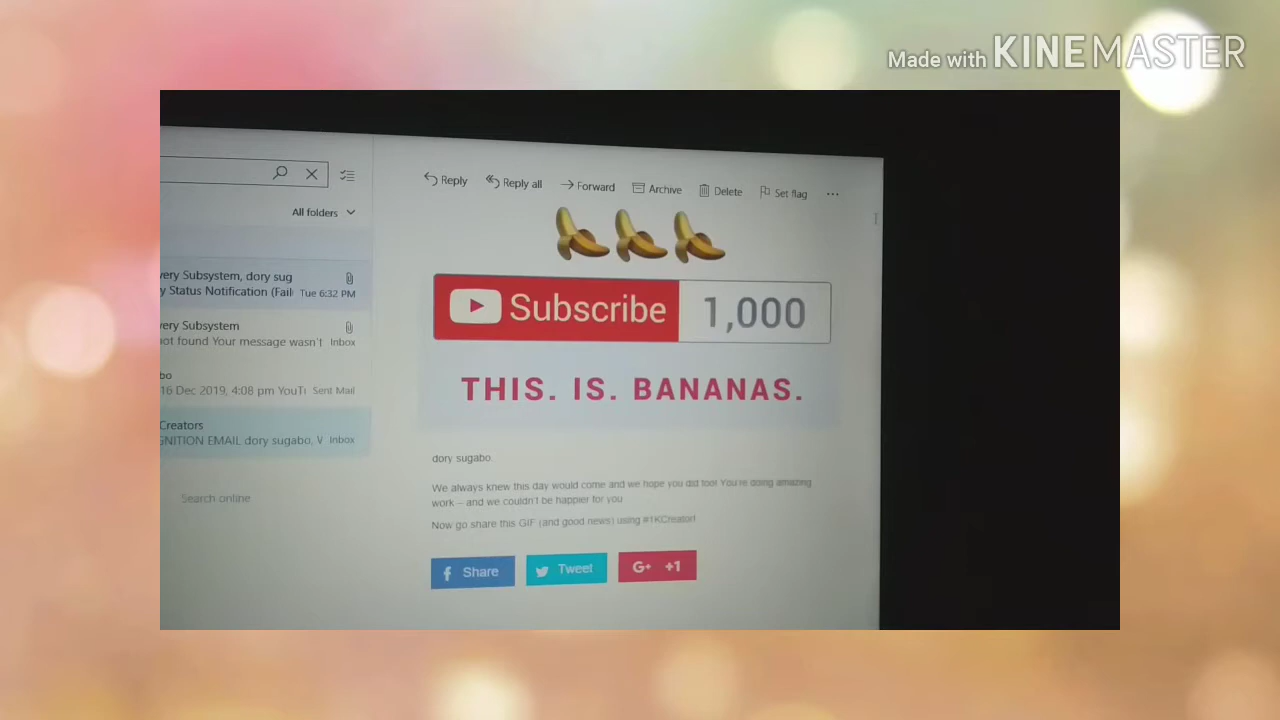 Made with KINEMASTER
Reply Reply all Forward Archive Delete Set flag ...
All folders
Subscribe 1,000
very Subsystem, dory sug
y Status Notification (Fail Tue 6:32 PM
very Subsystem
ot found Your message wasn't Inbox
THIS. IS. BANANAS.
bo
16 Dec 2019, 4:08 pm YouT Sent Mail
Creators
GNITION EMAIL dory sugabo, V Inbox
Search online
dory sugabo.
We always knew this day would come and we hope you did too! You're doing amazing
work – and we couldn't be happier for you
Now go share this GIF (and good news) using #1KCreator!
Share Tweet G+ +1